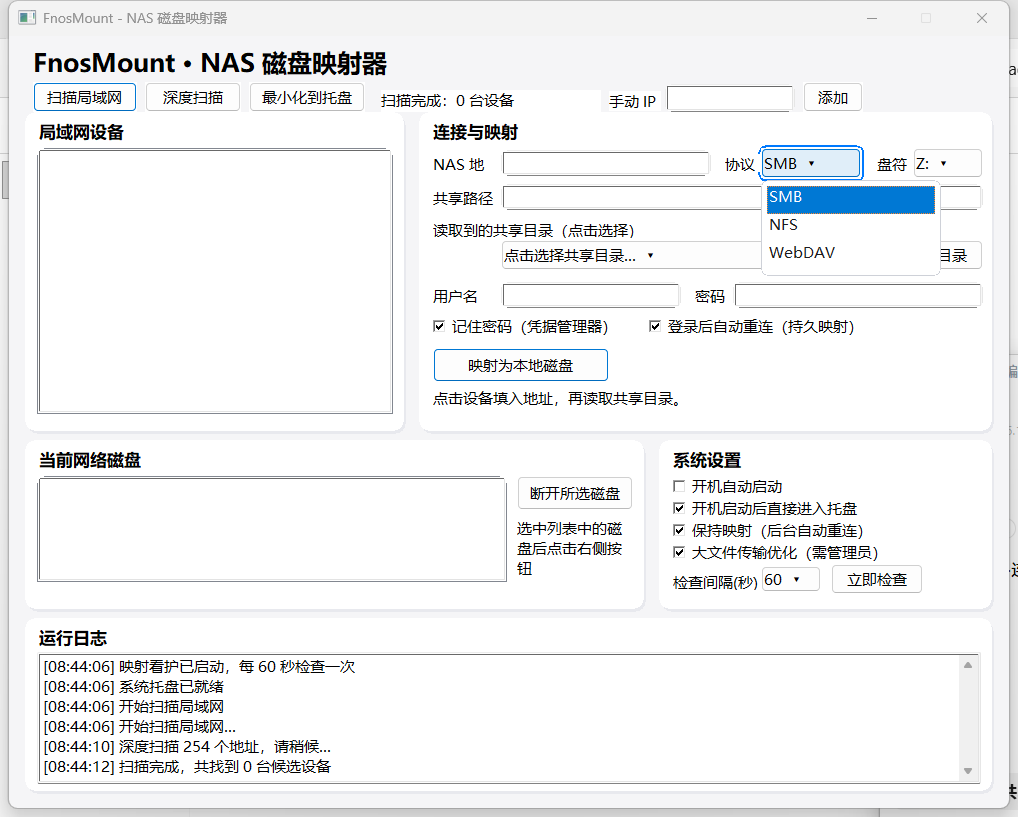 FnosMount - NAS 磁盘映射器
FnosMount • NAS 磁盘映射器
扫描局域网 深度扫描 最小化到托盘 扫描完成：0 台设备 手动 IP 添加
局域网设备
连接与映射
NAS 地 协议 SMB 盘符 Z:
SMB
NFS
WebDAV
共享路径
读取到的共享目录（点击选择）
点击选择共享目录... 目录
用户名 密码
记住密码（凭据管理器） 登录后自动重连（持久映射）
映射为本地磁盘
点击设备填入地址，再读取共享目录。
当前网络磁盘
断开所选磁盘
选中列表中的磁
盘后点击右侧按
钮
系统设置
开机自动启动
开机启动后直接进入托盘
保持映射（后台自动重连）
大文件传输优化（需管理员）
检查间隔(秒) 60 立即检查
运行日志
[08:44:06] 映射看护已启动，每 60 秒检查一次
[08:44:06] 系统托盘已就绪
[08:44:06] 开始扫描局域网
[08:44:06] 开始扫描局域网...
[08:44:10] 深度扫描 254 个地址，请稍候...
[08:44:12] 扫描完成，共找到 0 台候选设备